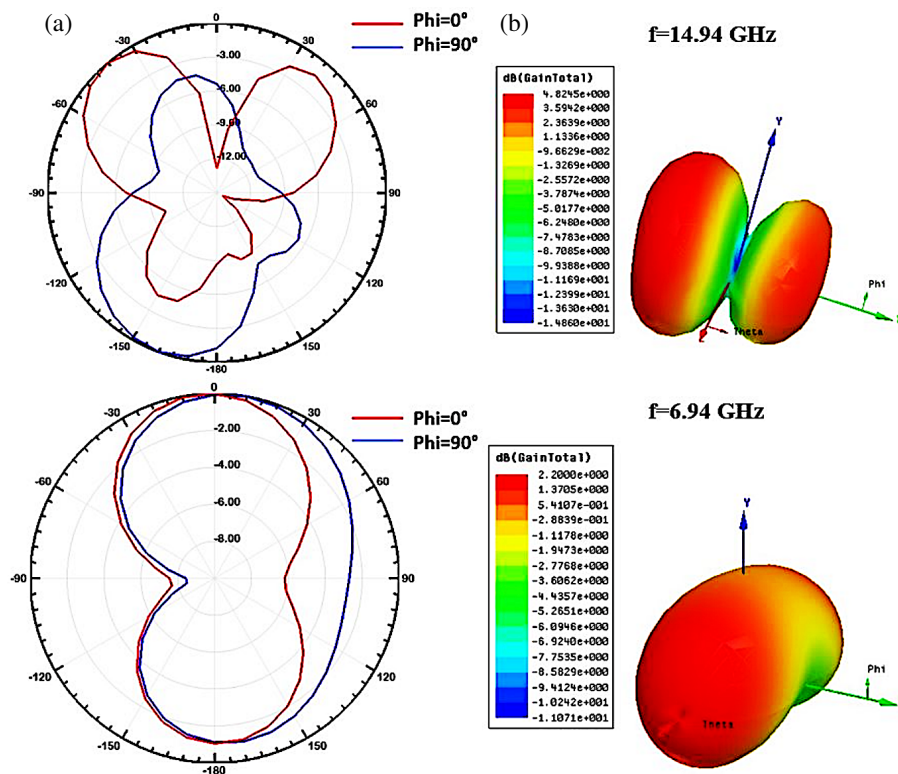 (a)
Phi=0°
Phi=90°
0
-30
30
-3.00
-60
-6.00
60
-9.00
-12.00
-90
90
-120
120
-150
150
-180
(b)
f=14.94 GHz
dB(GainTotal)
4.8245e+000
3.5942e+000
2.3639e+000
1.1336e+000
-9.6629e-002
-1.3269e+000
-2.5572e+000
-3.7874e+000
-5.0177e+000
-6.2480e+000
-7.4783e+000
-8.7085e+000
-9.9388e+000
-1.1169e+001
-1.2399e+001
-1.3630e+001
-1.4860e+001
Y
Phi
Theta
Phi=0°
Phi=90°
0
-30
30
-2.00
-60
-4.00
60
-6.00
-8.00
-90
90
-120
120
-150
150
-180
f=6.94 GHz
dB(GainTotal)
2.2000e+000
1.3705e+000
5.4107e-001
-2.8839e-001
-1.1178e+000
-1.9473e+000
-2.7768e+000
-3.6062e+000
-4.4357e+000
-5.2651e+000
-6.0946e+000
-6.9240e+000
-7.7535e+000
-8.5829e+000
-9.4124e+000
-1.0242e+001
-1.1071e+001
Y
Phi
Theta